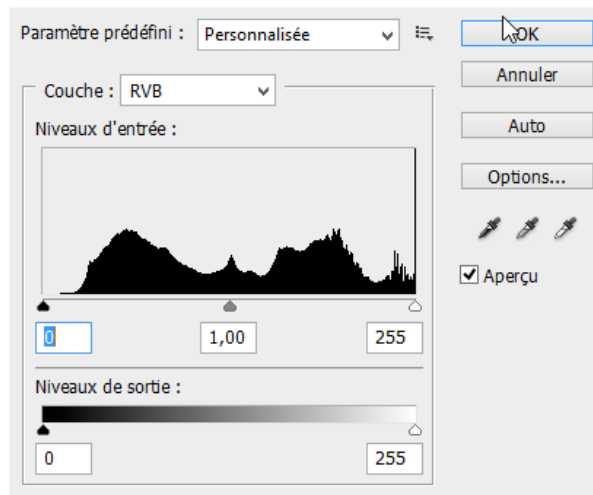 Paramètre prédéfini : Personnalisée
OK
Annuler
Couche : RVB
Niveaux d'entrée :
Auto
Options...
Aperçu
0 1,00 255
Niveaux de sortie :
0 255